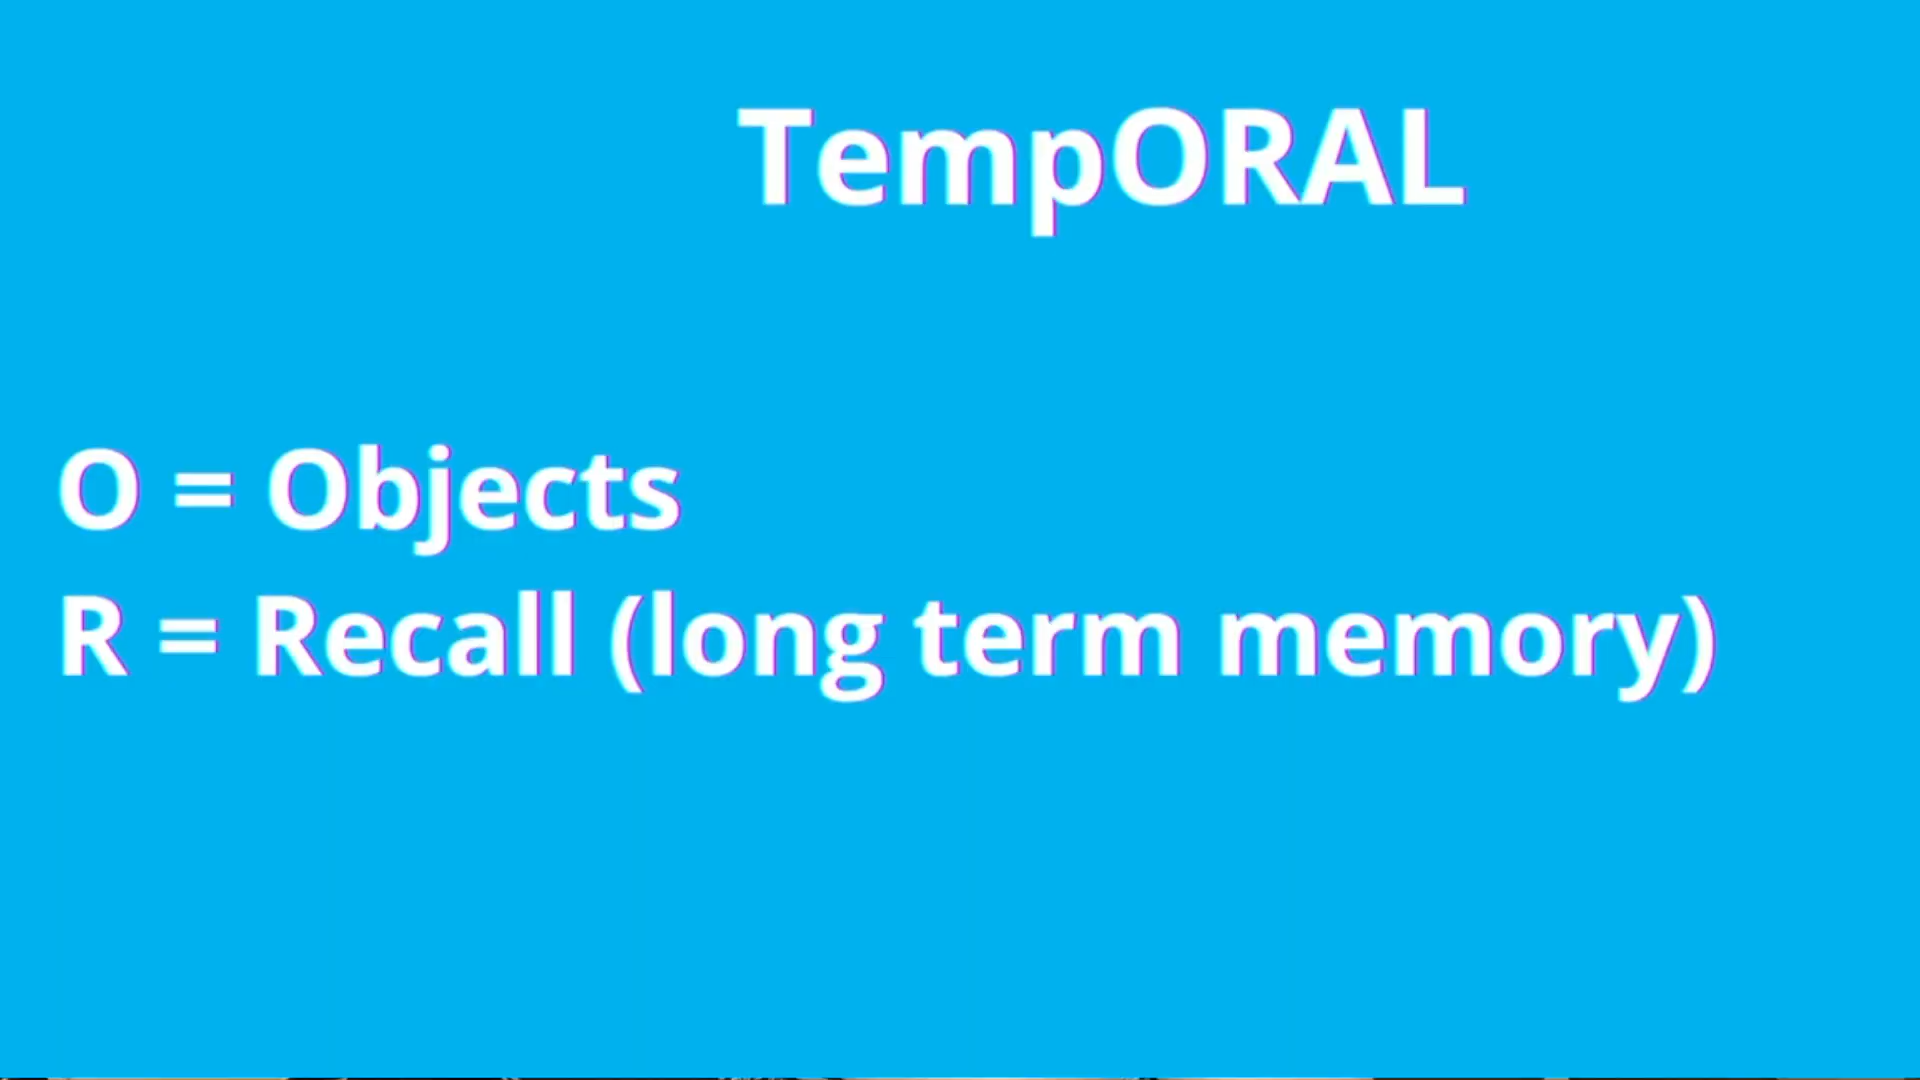 TempORAL
O = Objects
R = Recall (long term memory)